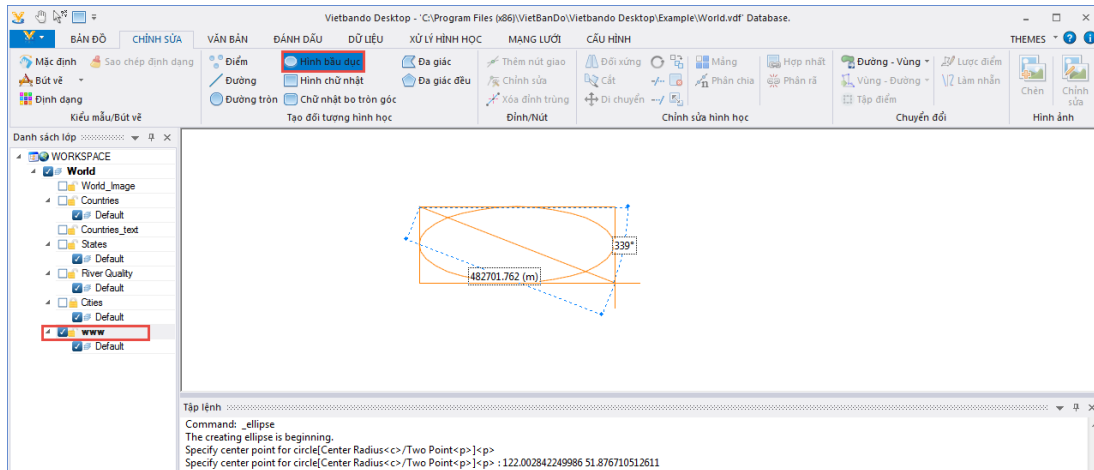 Vietbando Desktop - 'C:\Program Files (x86)\VietBanDo\Vietbando Desktop\Example\World.vdf' Database.
BẢN ĐỒ CHỈNH SỬA VĂN BẢN ĐÁNH DẤU DỮ LIỆU XỬ LÝ HÌNH HỌC MẠNG LƯỚI CẤU HÌNH THEMES
Mặc định Sao chép định dạng Điểm Hình bầu dục Đa giác Thêm nút giao Đối xứng Mảng Hợp nhất Đường - Vùng Lược điểm
Bút vẽ Đường Hình chữ nhật Đa giác đều Chỉnh sửa Cắt Phân chia Phân rã Vùng - Đường Làm nhẵn Chén Chỉnh sửa
Định dạng Đường tròn Chữ nhật bo tròn góc Xóa đỉnh trùng Di chuyển Tập điểm
Kiểu mẫu/Bút vẽ Tạo đối tượng hình học Đỉnh/Nút Chỉnh sửa hình học Chuyển đổi Hình ảnh
Danh sách lớp
WORKSPACE
World
World_Image
Countries
Default
Countries_text
States
Default
River Quality
Default
Cities
Default
www
Default
339°
482701.762 (m)
Tập lệnh
Command: _ellipse
The creating ellipse is beginning.
Specify center point for circle[Center Radius<c>/Two Point<p>]<p>
Specify center point for circle[Center Radius<c>/Two Point<p>]<p> : 122.002842249986 51.876710512611